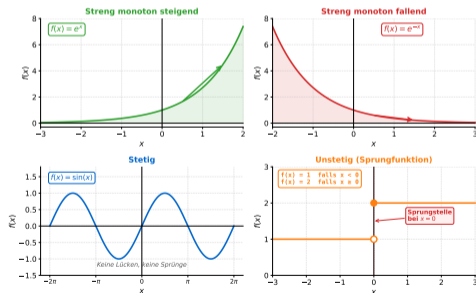 Streng monoton steigend
f(x) = eˣ
f(x)
8
6
4
2
0
−3 −2 −1 0 1 2
x
Streng monoton fallend
f(x) = e⁻ˣ
f(x)
8
6
4
2
0
−2 −1 0 1 2 3
x
Stetig
f(x) = sin(x)
f(x)
1.5
1.0
0.5
0.0
−0.5
−1.0
−1.5
Keine Lücken, keine Sprünge
−2π −π 0 π 2π
x
Unstetig (Sprungfunktion)
f(x) = 1 falls x < 0
f(x) = 2 falls x ≥ 0
f(x)
3
2
1
0
Sprungstelle
bei x = 0
−3 −2 −1 0 1 2 3
x